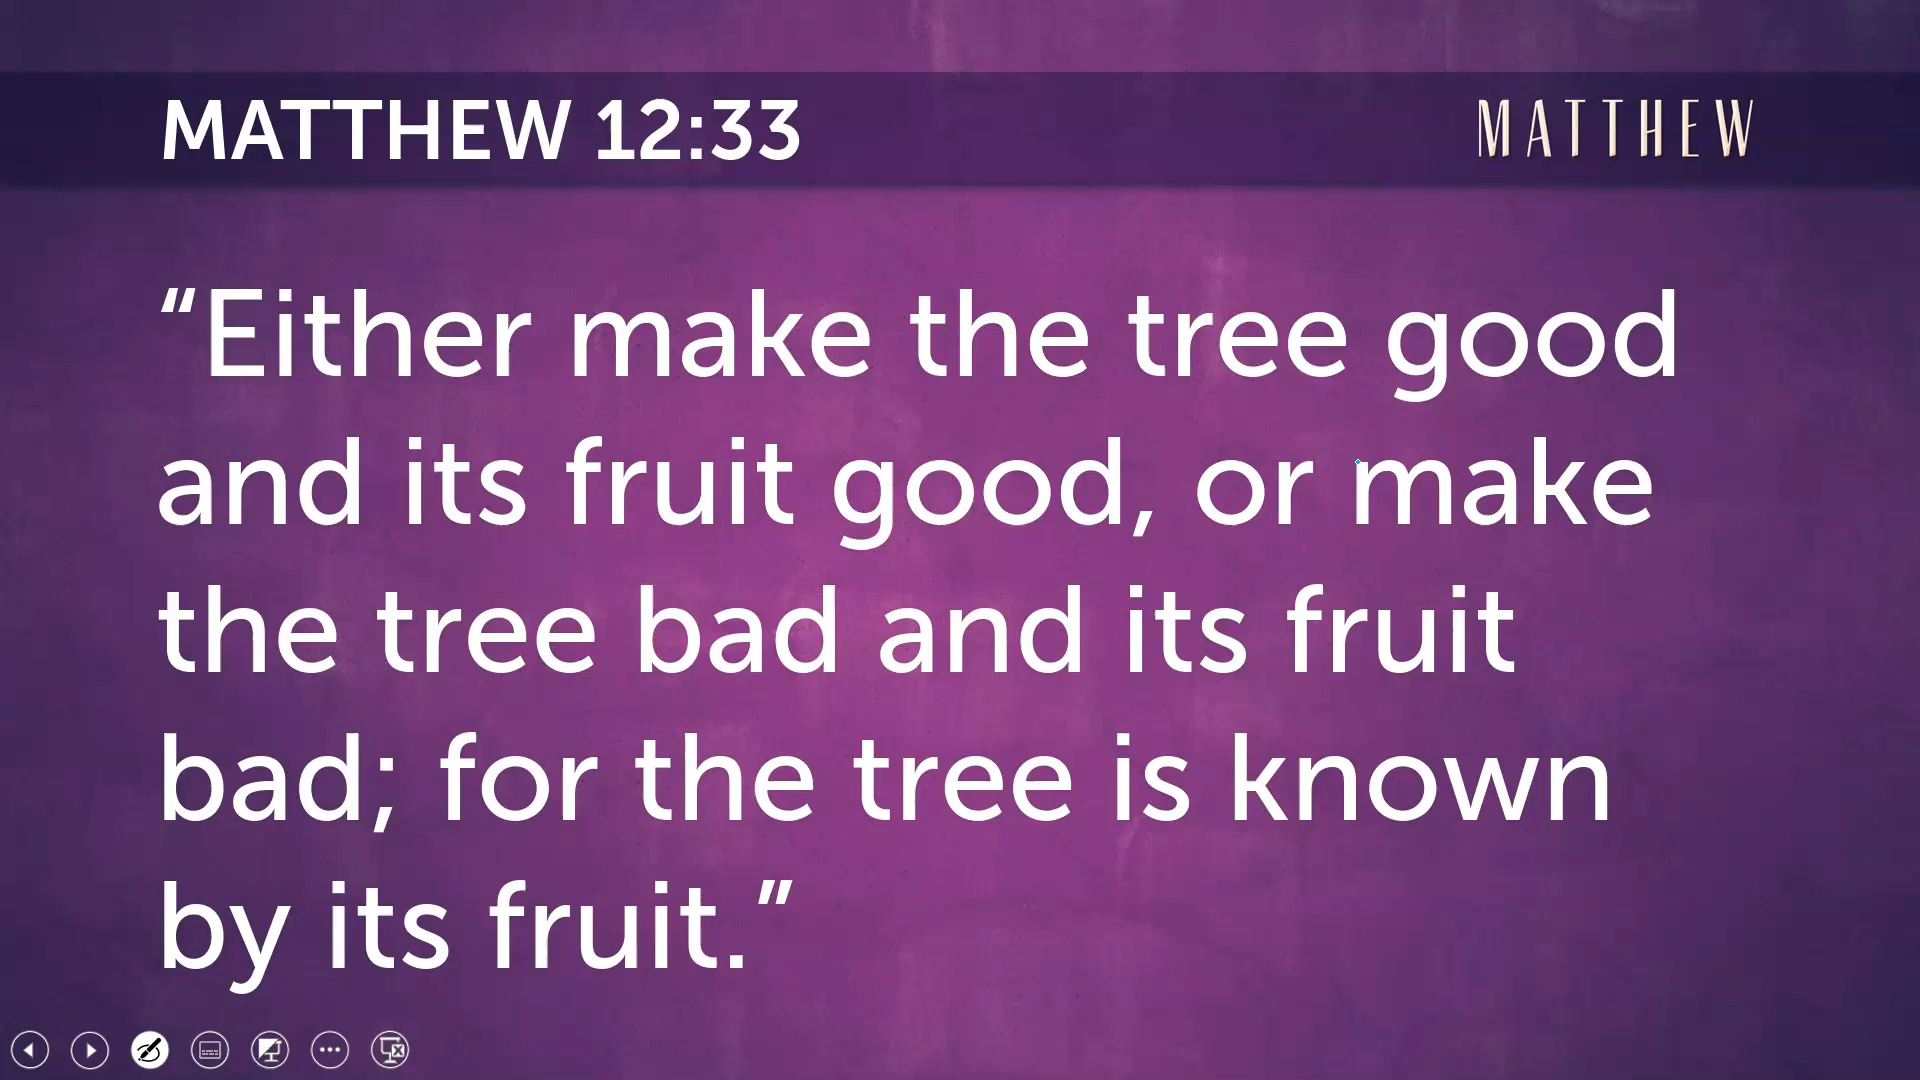 MATTHEW 12:33
MATTHEW
“Either make the tree good
and its fruit good, or make
the tree bad and its fruit
bad; for the tree is known
by its fruit.”